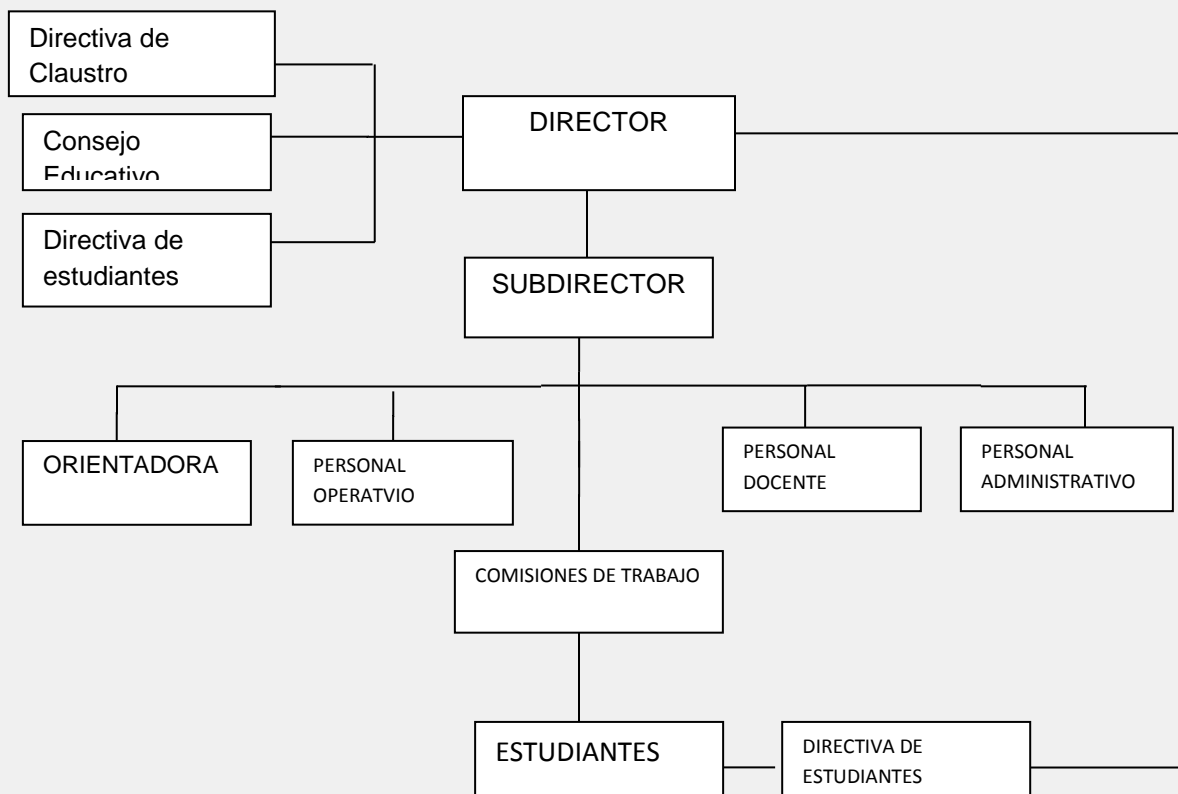 Directiva de
Claustro
DIRECTOR
Consejo
Educativo
Directiva de
estudiantes
SUBDIRECTOR
ORIENTADORA
PERSONAL
OPERATVIO
PERSONAL
DOCENTE
PERSONAL
ADMINISTRATIVO
COMISIONES DE TRABAJO
ESTUDIANTES
DIRECTIVA DE
ESTUDIANTES